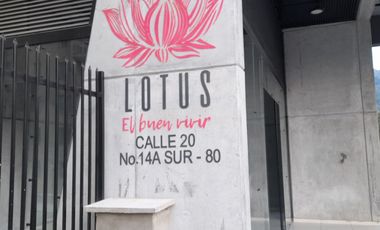 LOTUS
El buen vivir
CALLE 20
No.14A SUR - 80